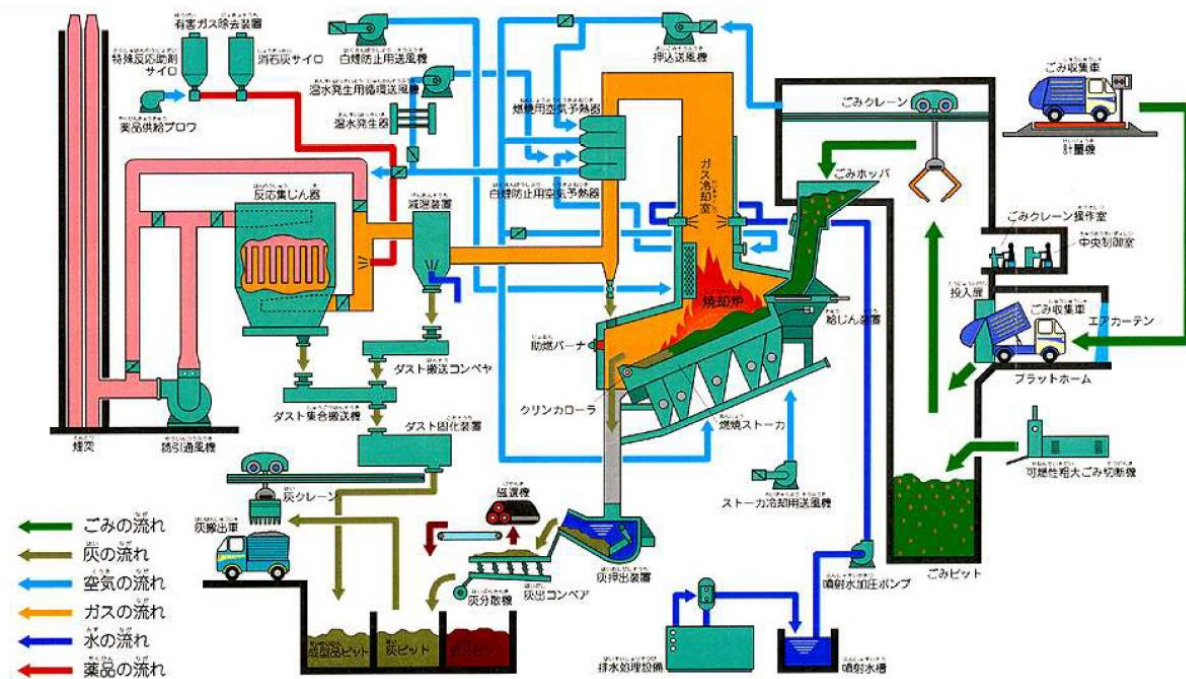 有害ガス除去装置
特殊反応助剤
サイロ
消石灰サイロ
薬品供給ブロワ
白煙防止用送風機
温水発生用循環送風機
温水発生器
燃焼用空気予熱器
白煙防止用空気予熱器
押込送風機
ガス冷却室
ごみクレーン
ごみホッパ
ごみ収集車
計量機
ごみクレーン操作室
中央制御室
投入扉
ごみ収集車
エアカーテン
プラットホーム
反応集じん器
減温装置
焼却炉
給じん装置
助燃バーナ
クリンカローラ
燃焼ストーカ
ダスト搬送コンベヤ
ダスト集合搬送機
ダスト固化装置
煙突
誘引通風機
灰クレーン
灰搬出車
磁選機
ストーカ冷却用送風機
可燃性粗大ごみ切断機
ごみピット
噴射水加圧ポンプ
灰押出装置
灰出コンベア
灰分散機
成型品ピット
灰ピット
排水処理設備
噴射水槽
ごみの流れ
灰の流れ
空気の流れ
ガスの流れ
水の流れ
薬品の流れ